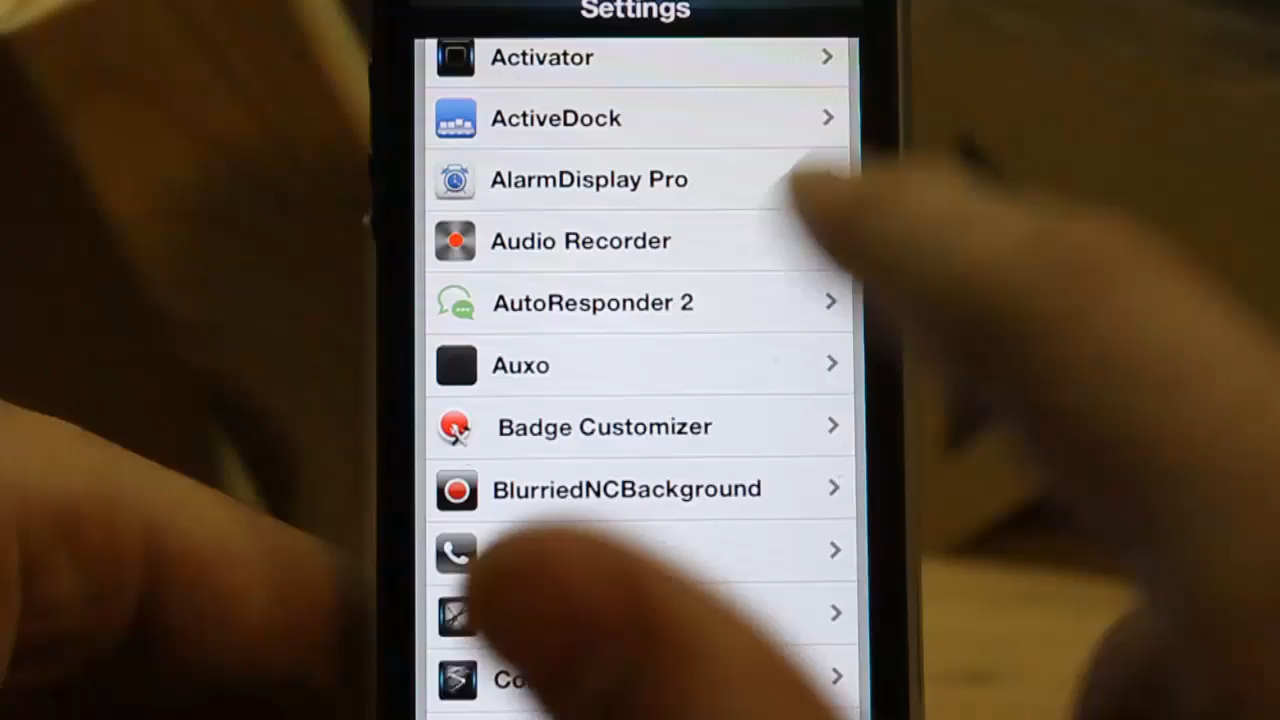 Settings
Activator
ActiveDock
AlarmDisplay Pro
Audio Recorder
AutoResponder 2
Auxo
Badge Customizer
BlurriedNCBackground